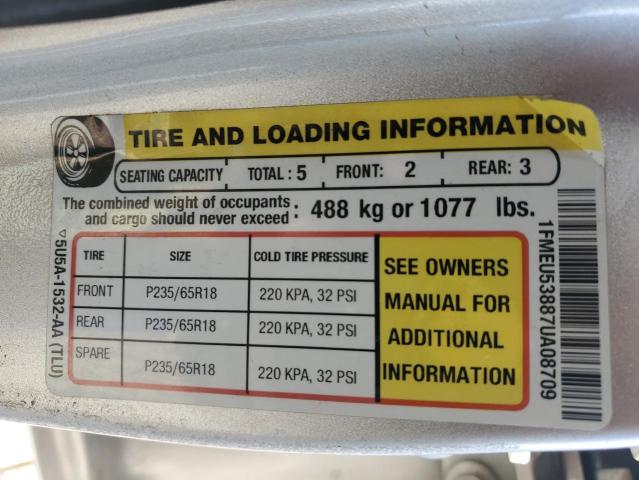 TIRE AND LOADING INFORMATION
SEATING CAPACITY TOTAL : 5 FRONT: 2 REAR: 3
The combined weight of occupants and cargo should never exceed : 488 kg or 1077 lbs.
TIRE SIZE COLD TIRE PRESSURE
FRONT P235/65R18 220 KPA, 32 PSI
REAR P235/65R18 220 KPA, 32 PSI
SPARE P235/65R18 220 KPA, 32 PSI
SEE OWNERS
MANUAL FOR
ADDITIONAL
INFORMATION
5U5A-1532-AA (TLU)
1FMEU53887UA08709